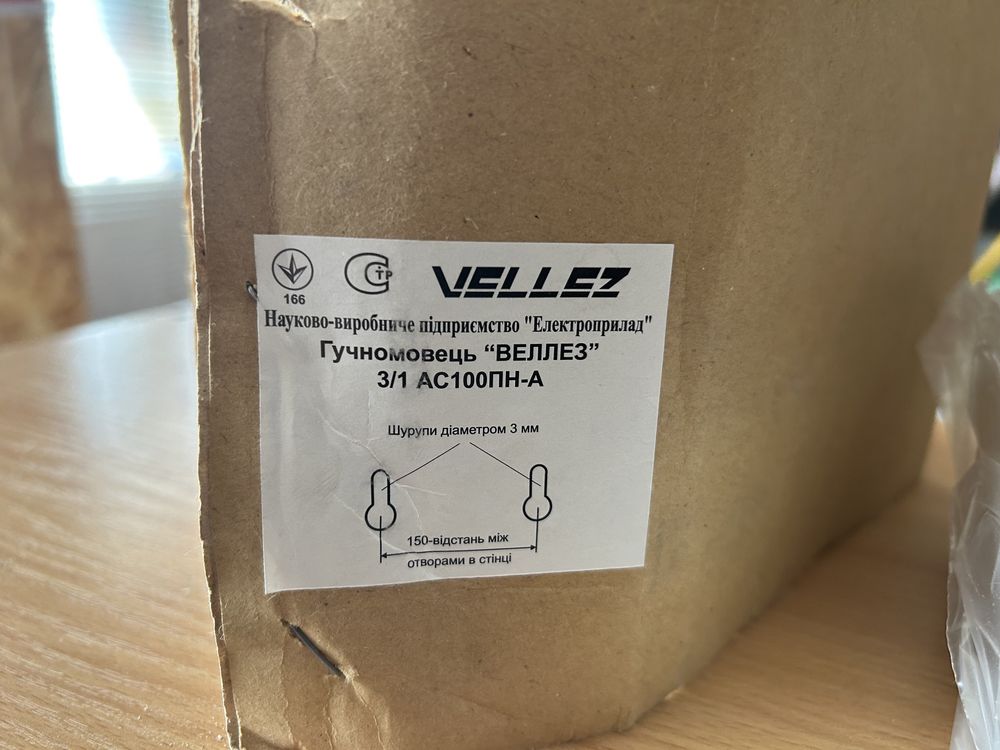 166
СТР
VELLEZ
Науково-виробниче підприємство "Електроприлад"
Гучномовець “ВЕЛЛЕЗ”
3/1 АС100ПН-А
Шурупи діаметром 3 мм
150-відстань між
отворами в стінці